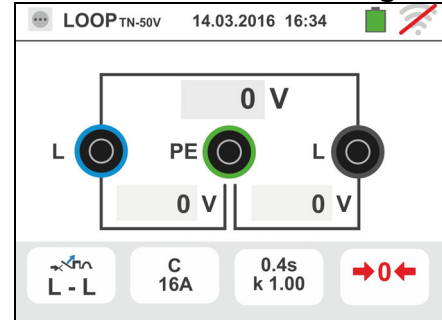 LOOP TN-50V 14.03.2016 16:34
0 V
L PE L
0 V 0 V
L - L C 16A 0.4s k 1.00 →0←